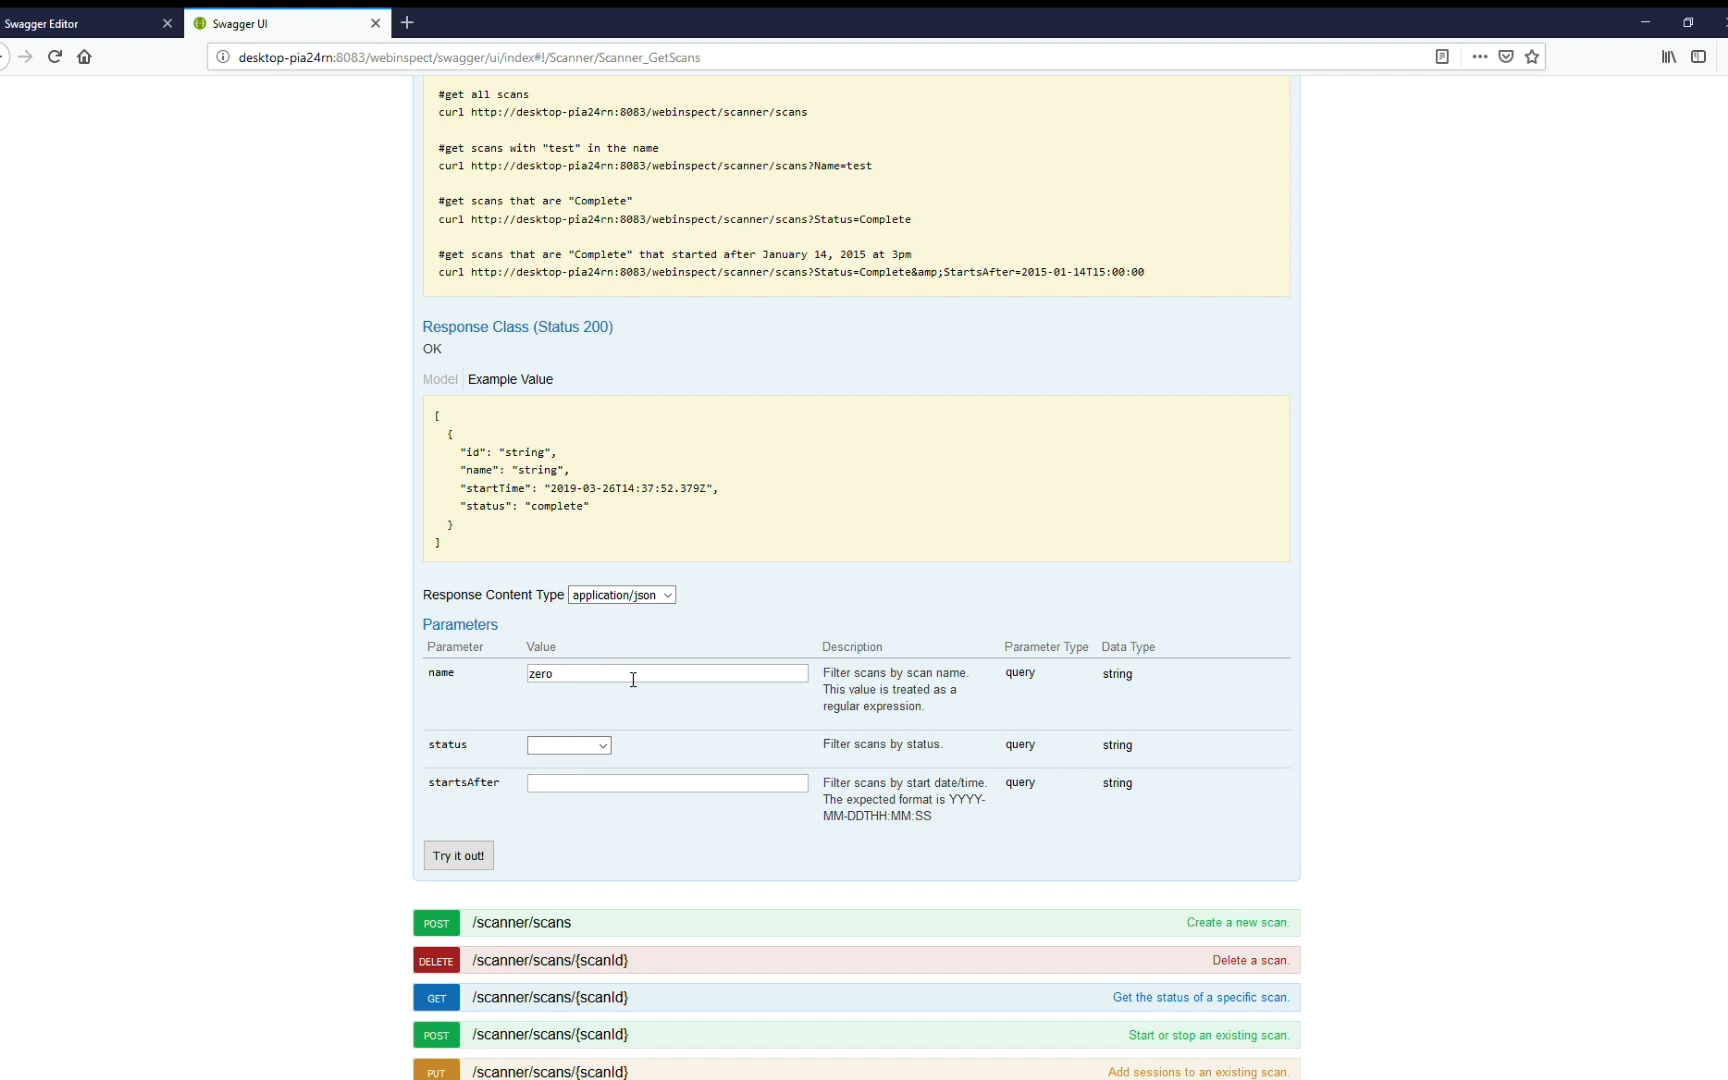 Swagger Editor
Swagger UI
desktop-pia24rn:8083/webinspect/swagger/ui/index#!/Scanner/Scanner_GetScans
#get all scans
curl http://desktop-pia24rn:8083/webinspect/scanner/scans
#get scans with "test" in the name
curl http://desktop-pia24rn:8083/webinspect/scanner/scans?Name=test
#get scans that are "Complete"
curl http://desktop-pia24rn:8083/webinspect/scanner/scans?Status=Complete
#get scans that are "Complete" that started after January 14, 2015 at 3pm
curl http://desktop-pia24rn:8083/webinspect/scanner/scans?Status=Complete&amp;StartsAfter=2015-01-14T15:00:00
Response Class (Status 200)
OK
Model Example Value
[
{
"id": "string",
"name": "string",
"startTime": "2019-03-26T14:37:52.379Z",
"status": "complete"
}
]
Response Content Type application/json
Parameters
Parameter Value Description Parameter Type Data Type
name zero Filter scans by scan name. query string
This value is treated as a
regular expression.
status Filter scans by status. query string
startsAfter Filter scans by start date/time. query string
The expected format is YYYY-
MM-DDTHH:MM:SS
Try it out!
POST /scanner/scans Create a new scan.
DELETE /scanner/scans/{scanId} Delete a scan.
GET /scanner/scans/{scanId} Get the status of a specific scan.
POST /scanner/scans/{scanId} Start or stop an existing scan.
PUT /scanner/scans/{scanId} Add sessions to an existing scan.